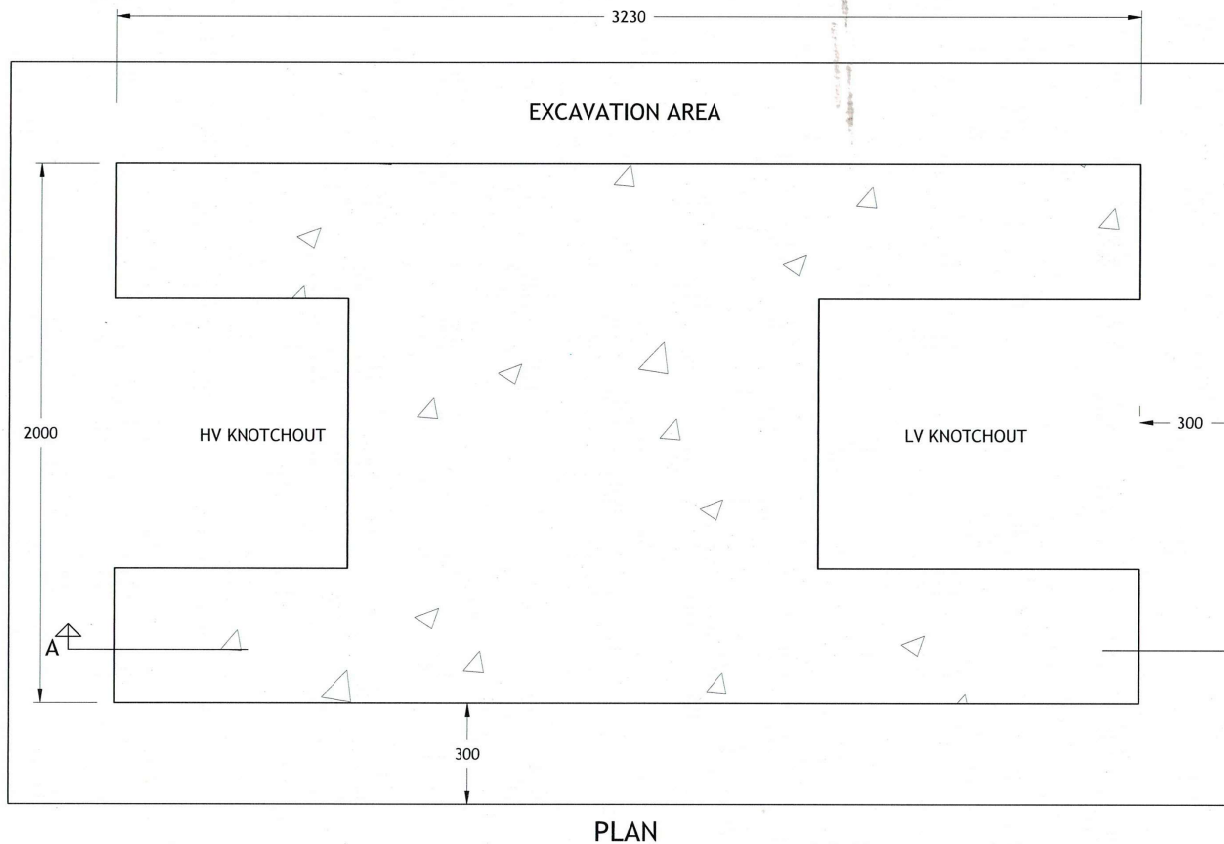 3230
EXCAVATION AREA
2000
HV KNOTCHOUT
LV KNOTCHOUT
300
A
300
PLAN